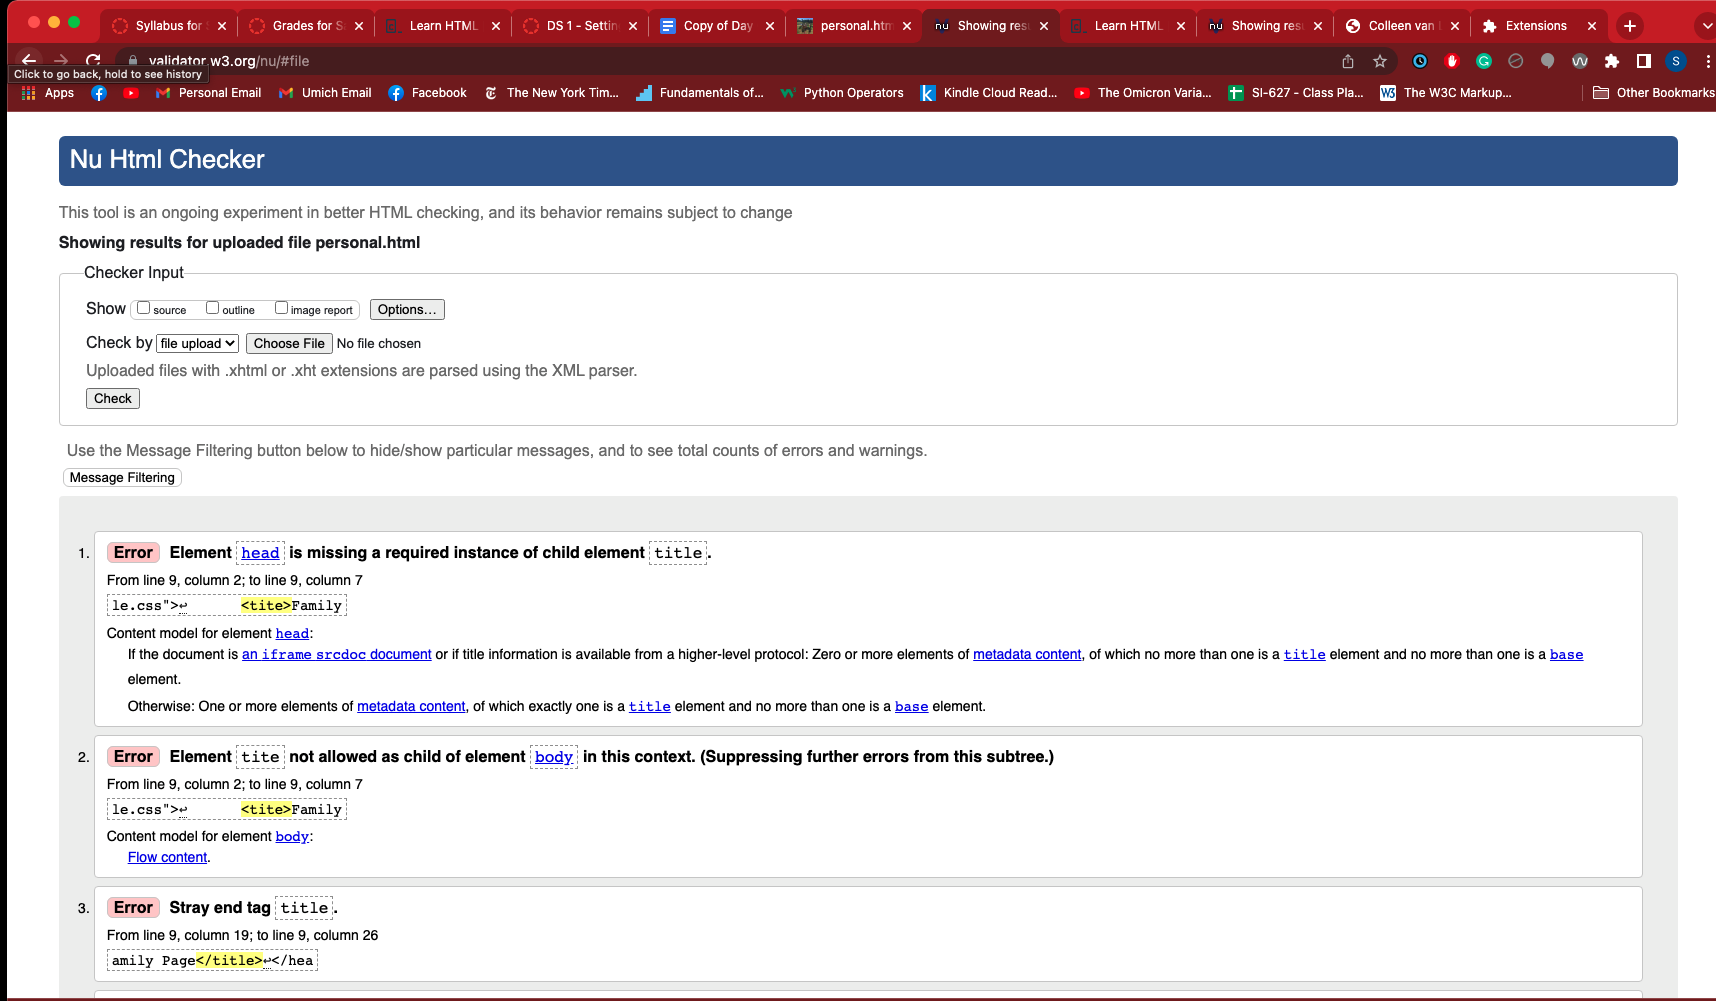 Syllabus for
Grades for
Learn HTML
DS 1 - Settin
Copy of Day
personal.htm
nu
Showing res
Learn HTML
nu
Showing res
Colleen van
Extensions
validator.w3.org/nu/#file
S
Click to go back, hold to see history
Apps
Personal Email
Umich Email
Facebook
The New York Tim...
Fundamentals of...
Python Operators
Kindle Cloud Read...
The Omicron Varia...
SI-627 - Class Pla...
W3
The W3C Markup...
Other Bookmarks
Nu Html Checker
This tool is an ongoing experiment in better HTML checking, and its behavior remains subject to change
Showing results for uploaded file personal.html
Checker Input
Show source outline image report Options...
Check by file upload Choose File No file chosen
Uploaded files with .xhtml or .xht extensions are parsed using the XML parser.
Check
Use the Message Filtering button below to hide/show particular messages, and to see total counts of errors and warnings.
Message Filtering
1. Error Element head is missing a required instance of child element title.
From line 9, column 2; to line 9, column 7
le.css">↩ <tite>Family
Content model for element head:
If the document is an iframe srcdoc document or if title information is available from a higher-level protocol: Zero or more elements of metadata content, of which no more than one is a title element and no more than one is a base
element.
Otherwise: One or more elements of metadata content, of which exactly one is a title element and no more than one is a base element.
2. Error Element tite not allowed as child of element body in this context. (Suppressing further errors from this subtree.)
From line 9, column 2; to line 9, column 7
le.css">↩ <tite>Family
Content model for element body:
Flow content.
3. Error Stray end tag title.
From line 9, column 19; to line 9, column 26
amily Page</title>↩</hea